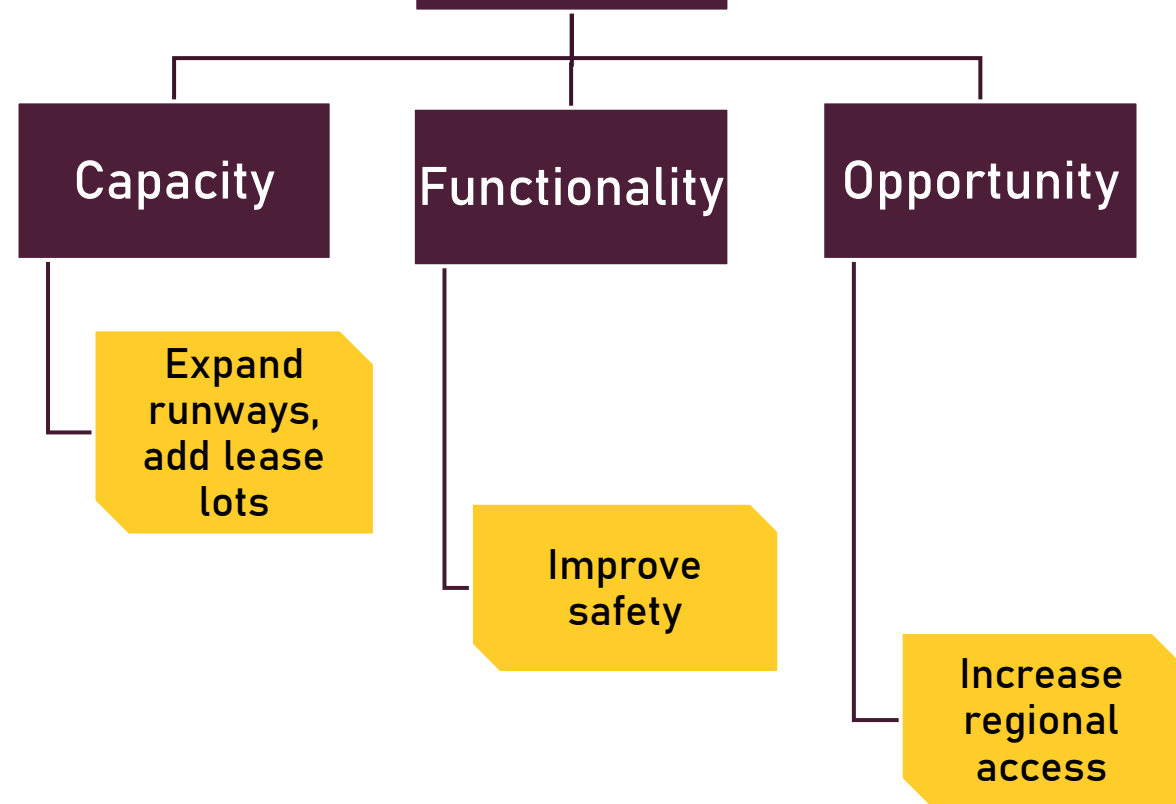 Capacity
Functionality
Opportunity
Expand
runways,
add lease
lots
Improve
safety
Increase
regional
access